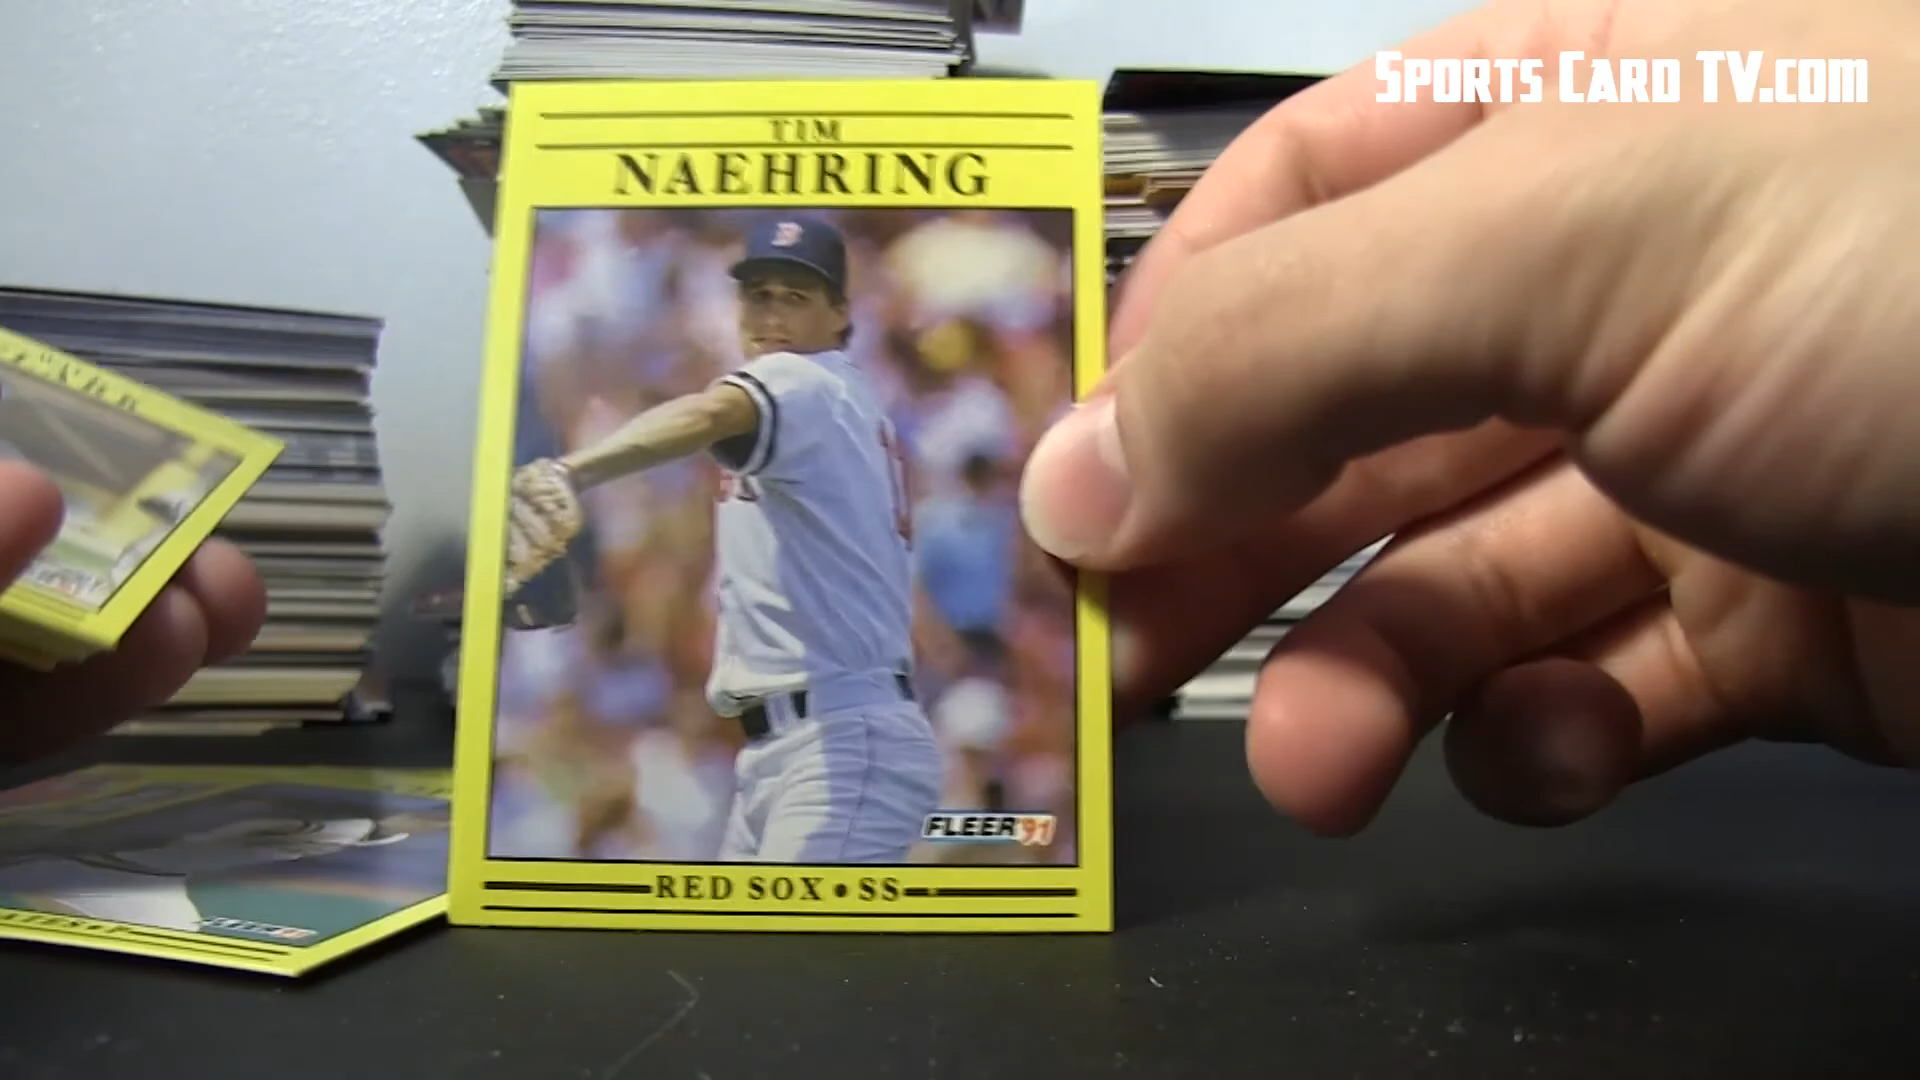 SPORTS CARD TV.COM
TIM
NAEHRING
B
FLEER '91
RED SOX • SS